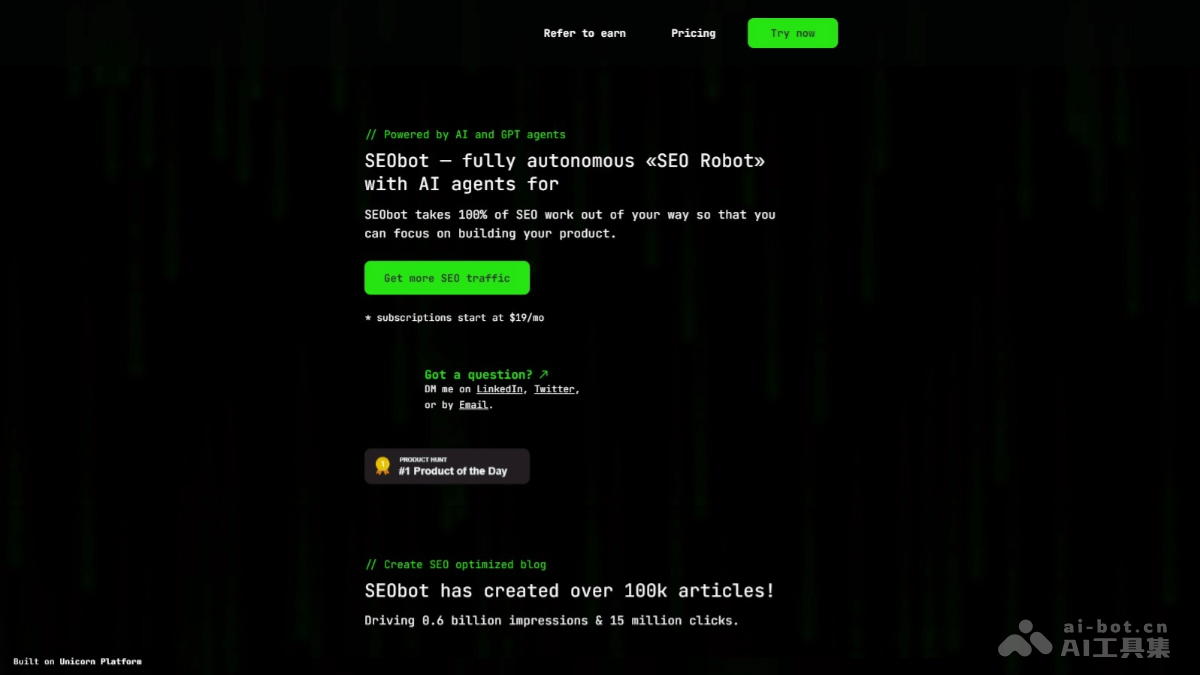 Refer to earn
Pricing
Try now
// Powered by AI and GPT agents
SEObot — fully autonomous «SEO Robot»
with AI agents for
SEObot takes 100% of SEO work out of your way so that you
can focus on building your product.
Get more SEO traffic
* subscriptions start at $19/mo
Got a question? ↗
DM me on LinkedIn, Twitter,
or by Email.
PRODUCT HUNT
#1 Product of the Day
// Create SEO optimized blog
SEObot has created over 100k articles!
Driving 0.6 billion impressions & 15 million clicks.
Built on Unicorn Platform
ai-bot.cn
AI工具集